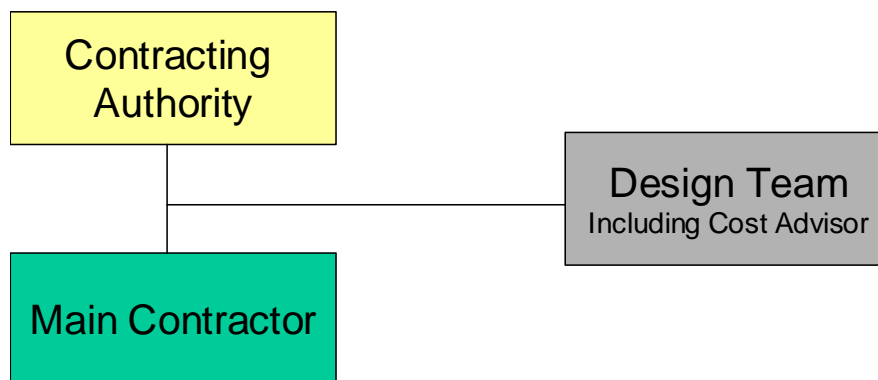 Contracting
Authority
Design Team
Including Cost Advisor
Main Contractor